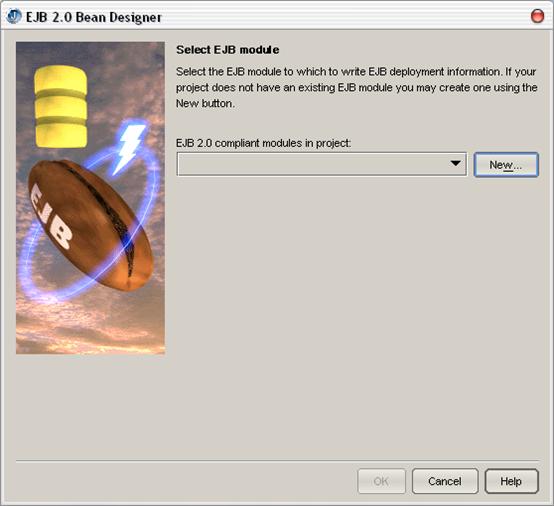 EJB 2.0 Bean Designer
Select EJB module
Select the EJB module to which to write EJB deployment information. If your
project does not have an existing EJB module you may create one using the
New button.
EJB 2.0 compliant modules in project:
New...
EJB
OK
Cancel
Help